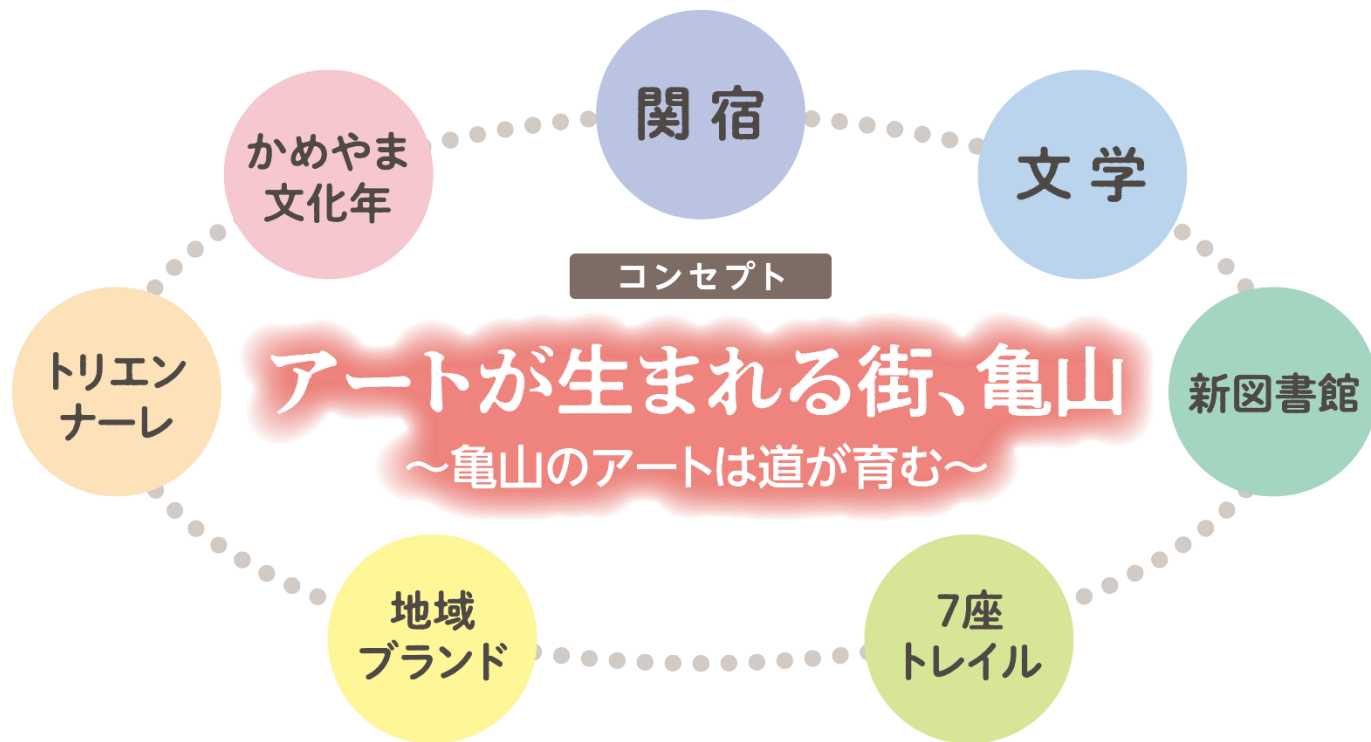 関宿
かめやま
文化年
文学
コンセプト
トリエン
ナーレ
アートが生まれる街、亀山
～亀山のアートは道が育む～
新図書館
地域
ブランド
7座
トレイル